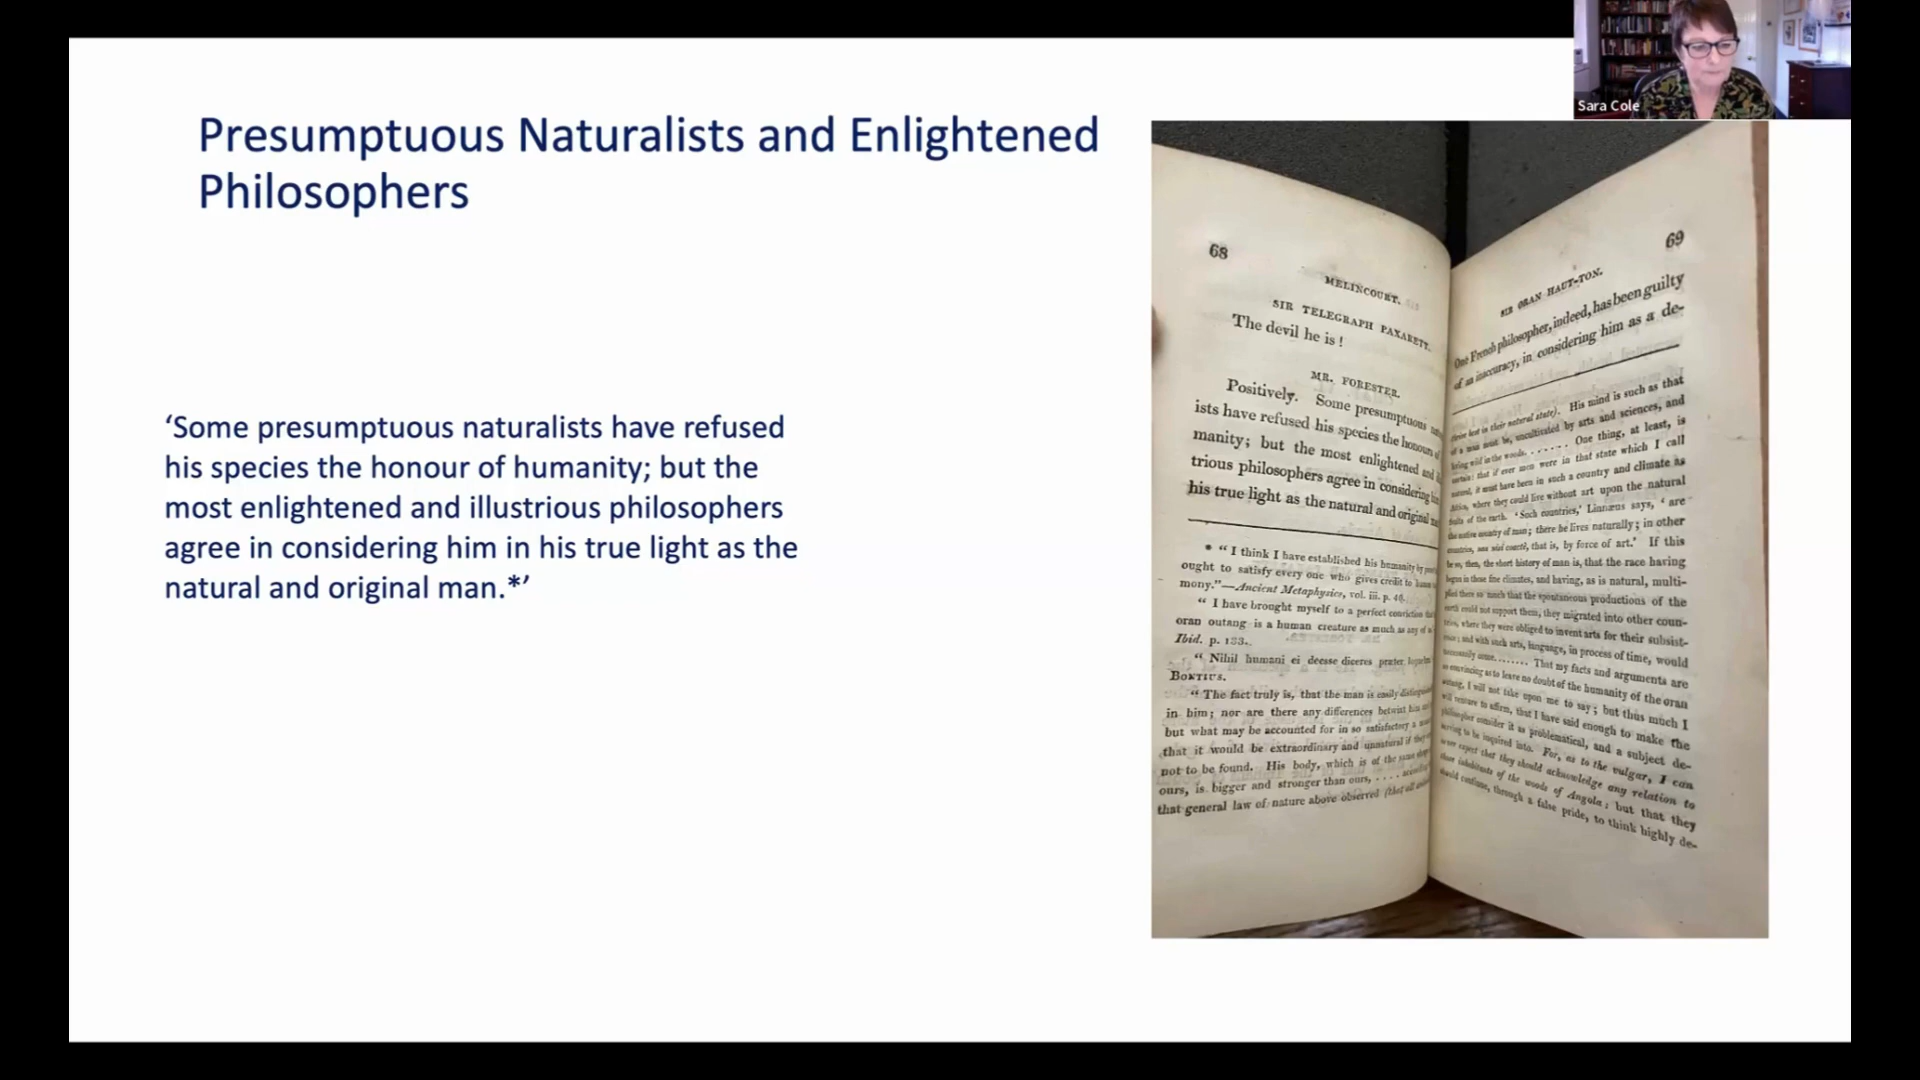 Sara Cole
Presumptuous Naturalists and Enlightened
Philosophers
‘Some presumptuous naturalists have refused
his species the honour of humanity; but the
most enlightened and illustrious philosophers
agree in considering him in his true light as the
natural and original man.*’
68
MELINCOURT.
SIR TELEGRAPH PAXARETT.
The devil he is !
MR. FORESTER.
Positively. Some presumptuous
ists have refused his species the honours
manity; but the most enlightened and
trious philosophers agree in considering
his true light as the natural and original
* “ I think I have established his humanity by
ought to satisfy every one who gives credit to
mony.”—Ancient Metaphysics, vol. iii. p. 40.
“ I have brought myself to a perfect conviction
oran outang is a human creature as much as any of
Ibid. p. 133.
“ Nihil humani ei deesse diceres præter
BONTIUS.
“ The fact truly is, that the man is easily
in him; nor are there any differences betwixt him
but what may be accounted for in so satisfactory a
that it would be extraordinary and unnatural if they
not to be found. His body, which is of the same
ours, is bigger and stronger than ours, ....
that general law of nature above observed (that all
69
SIR ORAN HAUT-TON.
One French philosopher, indeed, has been guilty
of an inaccuracy, in considering him as a de-
in their natural state). His mind is such as that
of a man must be, uncultivated by arts and sciences, and
living wild in the woods. ....... One thing, at least, is
certain: that if ever men were in that state which I call
natural, it must have been in such a country and climate as
Africa, where they could live without art upon the natural
fruits of the earth. ‘ Such countries,’ Linnæus says, ‘ are
the native country of man; there he lives naturally; in other
countries, non nisi coactè, that is, by force of art.’ If this
be so, then, the short history of man is, that the race having
begun in those fine climates, and having, as is natural, multi-
plied there so much that the spontaneous productions of the
earth could not support them, they migrated into other coun-
tries, where they were obliged to invent arts for their subsist-
ence; and with such arts, language, in process of time, would
necessarily come........ That my facts and arguments are
so convincing as to leave no doubt of the humanity of the oran
outang, I will not take upon me to say; but thus much I
will venture to affirm, that I have said enough to make the
philosopher consider it as problematical, and a subject de-
serving to be inquired into. For, as to the vulgar, I can
never expect that they should acknowledge any relation to
those inhabitants of the woods of Angola; but that they
should continue, through a false pride, to think highly de-